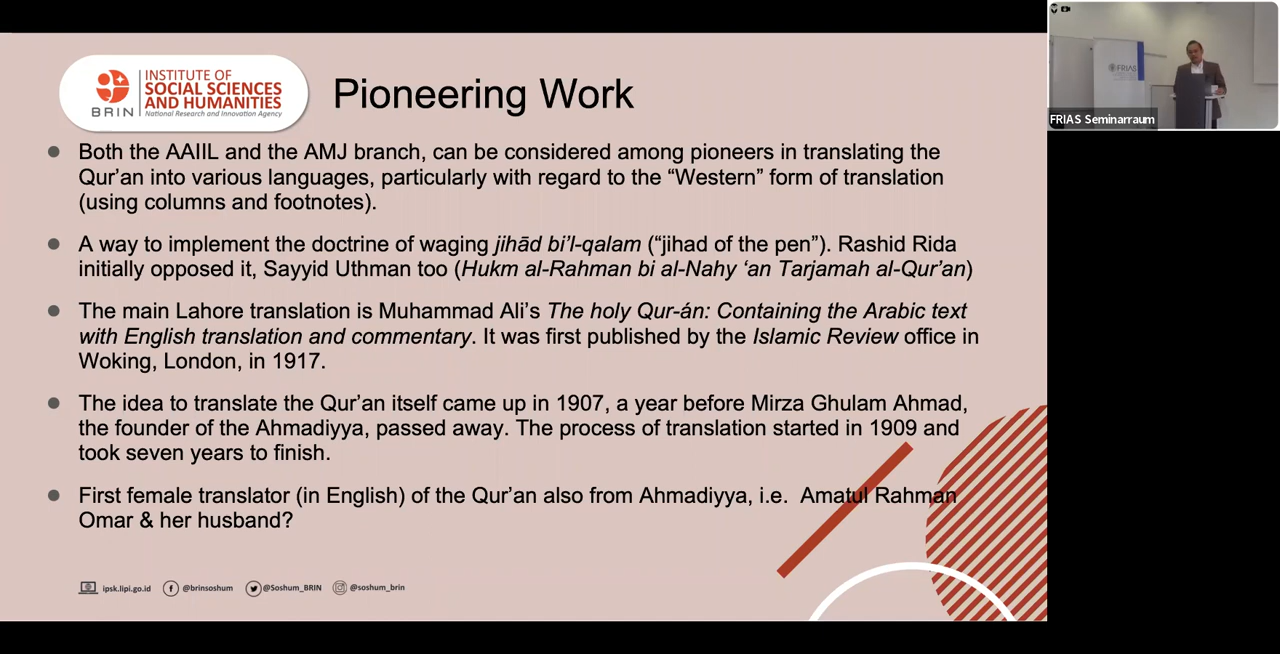 BRIN
INSTITUTE OF
SOCIAL SCIENCES
AND HUMANITIES
National Research and Innovation Agency
Pioneering Work
Both the AAIIL and the AMJ branch, can be considered among pioneers in translating the
Qur’an into various languages, particularly with regard to the “Western” form of translation
(using columns and footnotes).
A way to implement the doctrine of waging jihād bi’l-qalam (“jihad of the pen”). Rashid Rida
initially opposed it, Sayyid Uthman too (Hukm al-Rahman bi al-Nahy ‘an Tarjamah al-Qur’an)
The main Lahore translation is Muhammad Ali’s The holy Qur-án: Containing the Arabic text
with English translation and commentary. It was first published by the Islamic Review office in
Woking, London, in 1917.
The idea to translate the Qur’an itself came up in 1907, a year before Mirza Ghulam Ahmad,
the founder of the Ahmadiyya, passed away. The process of translation started in 1909 and
took seven years to finish.
First female translator (in English) of the Qur’an also from Ahmadiyya, i.e.  Amatul Rahman
Omar & her husband?
ipsk.lipi.go.id @brinsoshum @Soshum_BRIN @soshum_brin
FRIAS
FRIAS Seminarraum